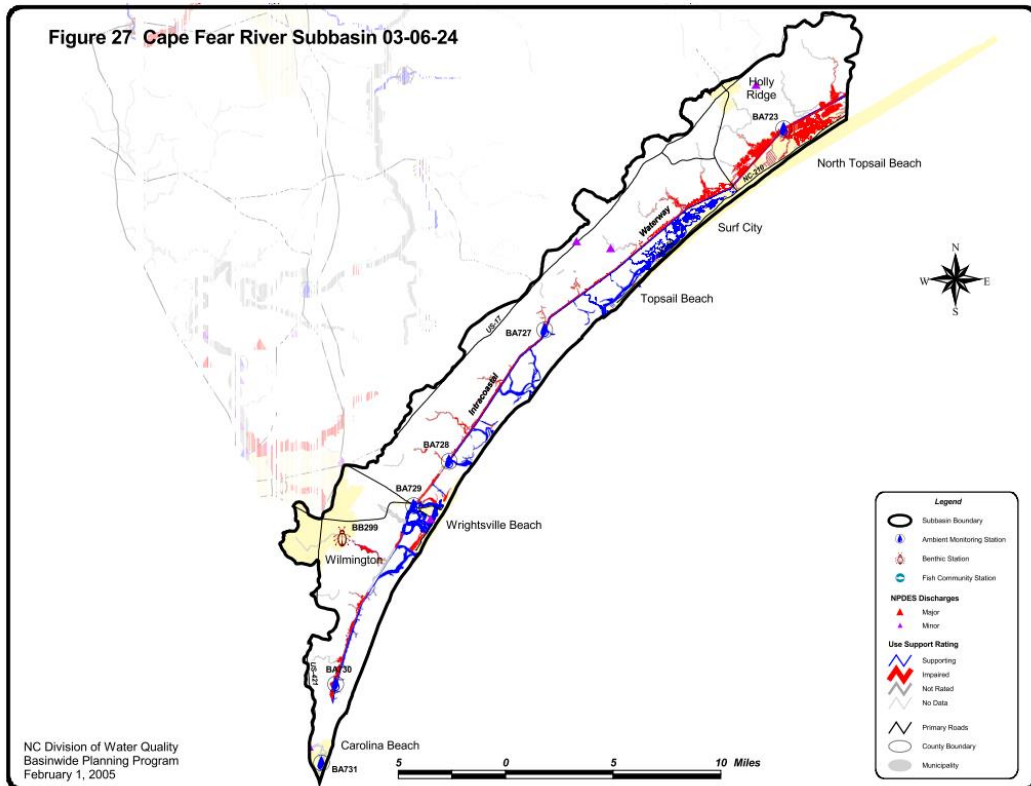 Figure 27 Cape Fear River Subbasin 03-06-24
Holly
Ridge
BA723
North Topsail Beach
NC-210
Surf City
Waterway
Topsail Beach
N
W
E
S
US-17
BA727
Intracoastal
BA728
BA729
Wrightsville Beach
BB299
Wilmington
US-421
BA730
Carolina Beach
BA731
NC Division of Water Quality
Basinwide Planning Program
February 1, 2005
5 0 5 10 Miles
Legend
Subbasin Boundary
Ambient Monitoring Station
Benthic Station
Fish Community Station
NPDES Discharges
Major
Minor
Use Support Rating
Supporting
Impaired
Not Rated
No Data
Primary Roads
County Boundary
Municipality